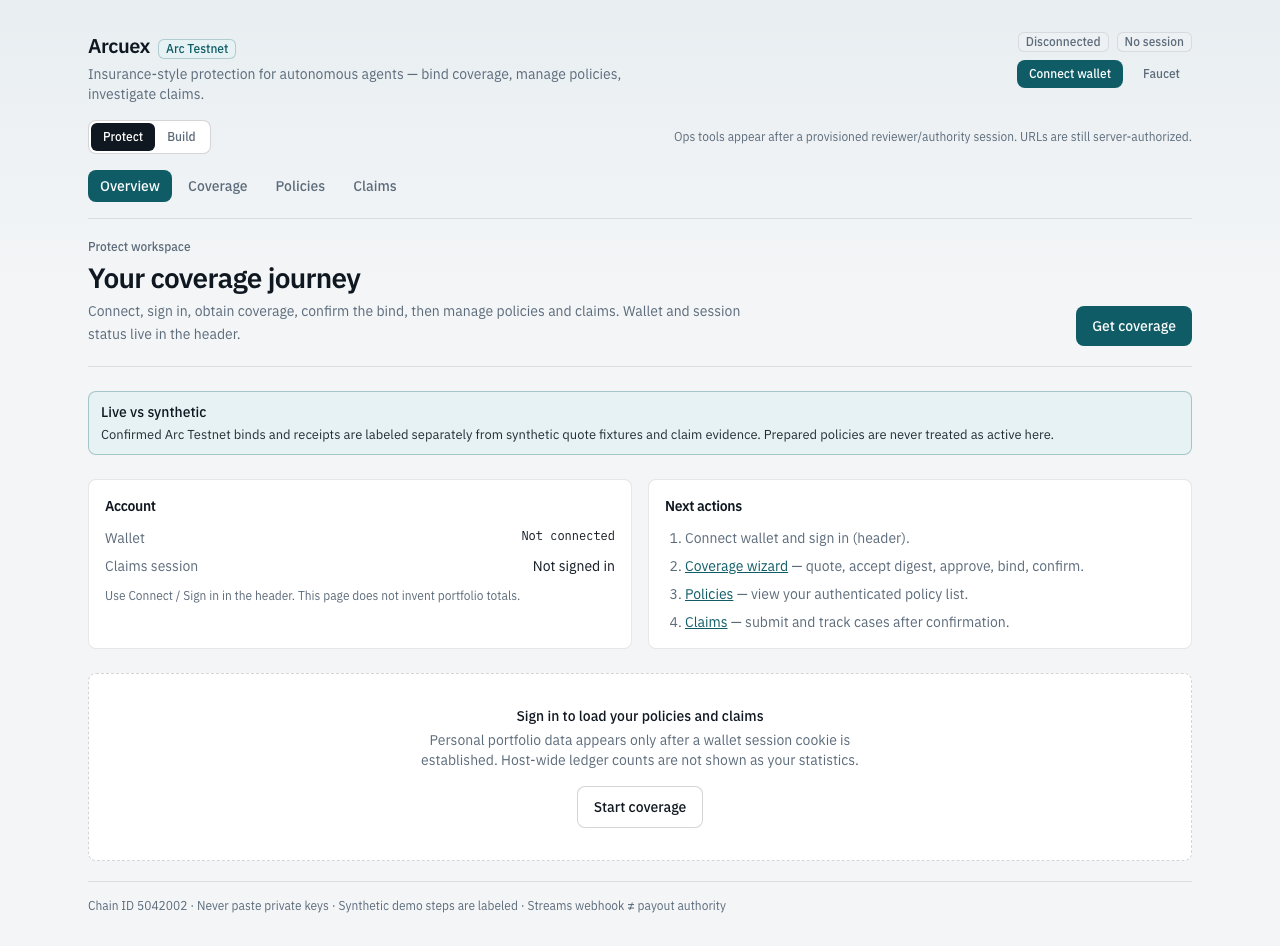 Arcuex
Arc Testnet
Disconnected
No session
Insurance-style protection for autonomous agents — bind coverage, manage policies,
investigate claims.
Connect wallet
Faucet
Protect
Build
Ops tools appear after a provisioned reviewer/authority session. URLs are still server-authorized.
Overview
Coverage
Policies
Claims
Protect workspace
Your coverage journey
Connect, sign in, obtain coverage, confirm the bind, then manage policies and claims. Wallet and session
status live in the header.
Get coverage
Live vs synthetic
Confirmed Arc Testnet binds and receipts are labeled separately from synthetic quote fixtures and claim evidence. Prepared policies are never treated as active here.
Account
Wallet
Not connected
Claims session
Not signed in
Use Connect / Sign in in the header. This page does not invent portfolio totals.
Next actions
1. Connect wallet and sign in (header).
2. Coverage wizard — quote, accept digest, approve, bind, confirm.
3. Policies — view your authenticated policy list.
4. Claims — submit and track cases after confirmation.
Sign in to load your policies and claims
Personal portfolio data appears only after a wallet session cookie is
established. Host-wide ledger counts are not shown as your statistics.
Start coverage
Chain ID 5042002 · Never paste private keys · Synthetic demo steps are labeled · Streams webhook ≠ payout authority